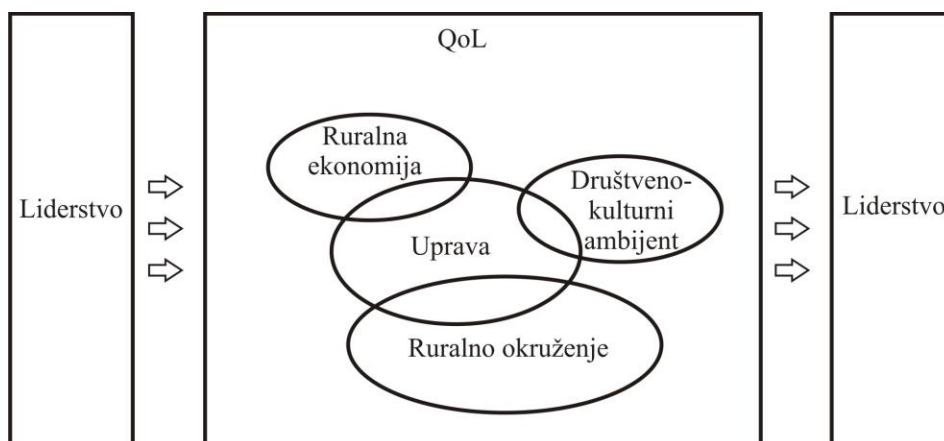 Liderstvo
QoL
Ruralna
ekonomija
Društveno-
kulturni
ambijent
Uprava
Ruralno okruženje
Liderstvo